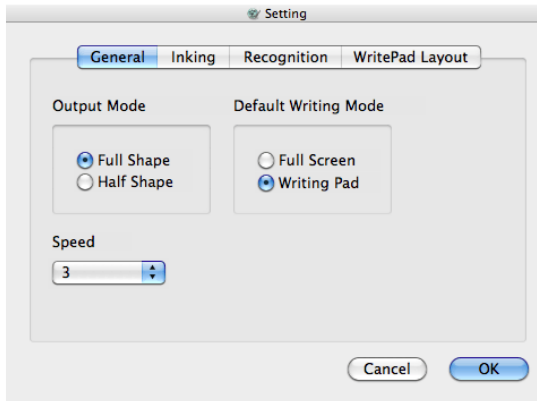 Setting
General Inking Recognition WritePad Layout
Output Mode Default Writing Mode
Full Shape Full Screen
Half Shape Writing Pad
Speed
3
Cancel OK